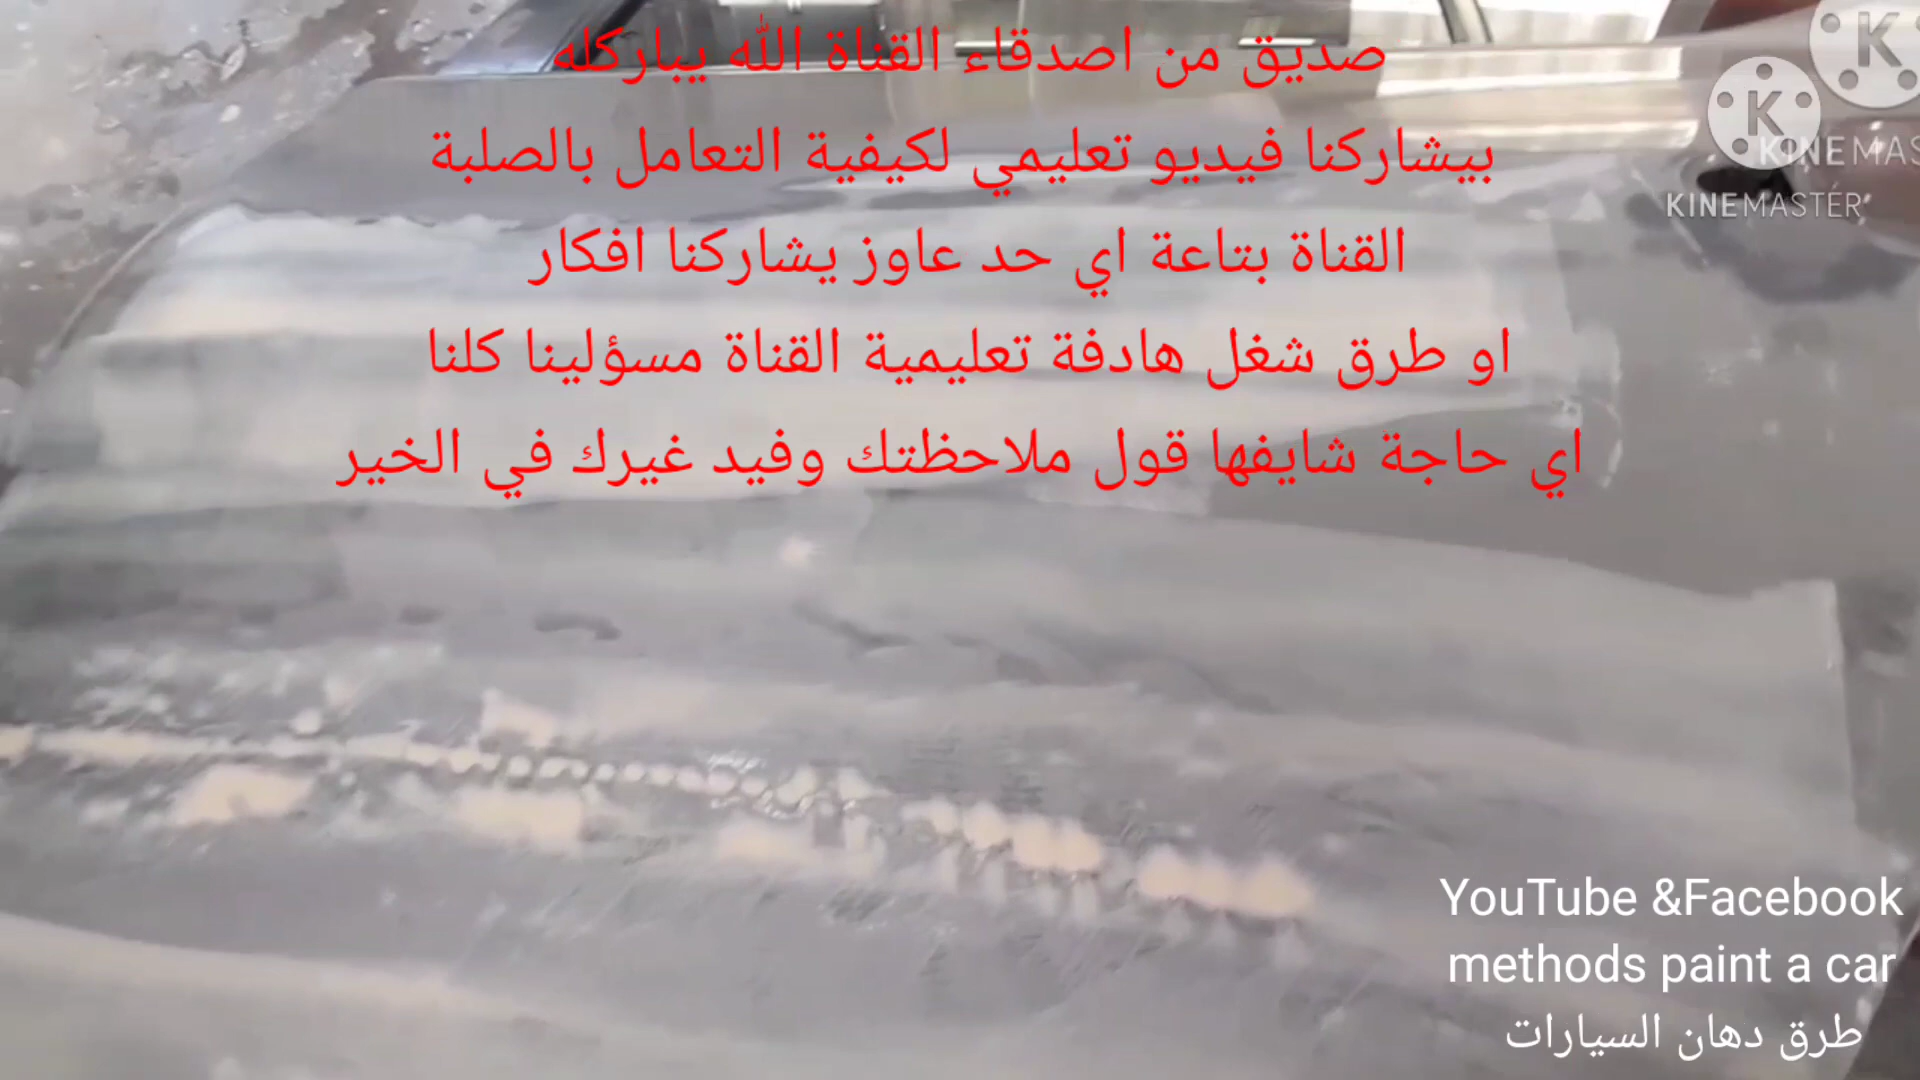 صديق من اصدقاء القناة الله يباركله
بيشاركنا فيديو تعليمي لكيفية التعامل بالصلبة
القناة بتاعة اي حد عاوز يشاركنا افكار
او طرق شغل هادفة تعليمية القناة مسؤلينا كلنا
اي حاجة شايفها قول ملاحظتك وفيد غيرك في الخير
K
K
KINEMAS
KINEMASTER
YouTube &Facebook
methods paint a car
طرق دهان السيارات